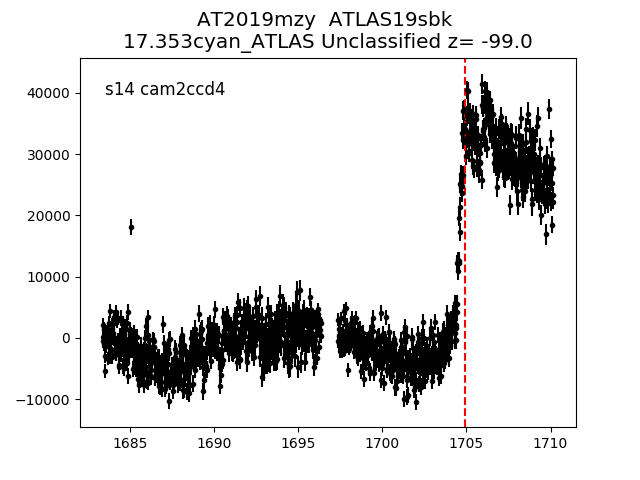 AT2019mzy  ATLAS19sbk
17.353cyan_ATLAS Unclassified z= -99.0
s14 cam2ccd4
40000
30000
20000
10000
0
−10000
1685 1690 1695 1700 1705 1710